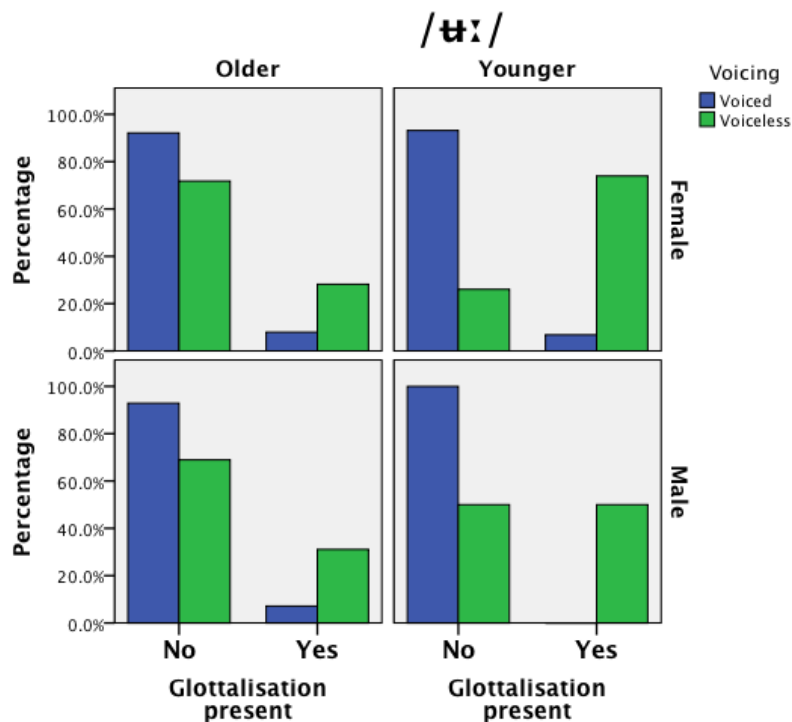 /ʉː/
Older
Younger
Voicing
Voiced
Voiceless
Percentage
100.0%
80.0%
60.0%
40.0%
20.0%
0.0%
Female
Percentage
100.0%
80.0%
60.0%
40.0%
20.0%
0.0%
Male
No
Yes
No
Yes
Glottalisation
present
Glottalisation
present